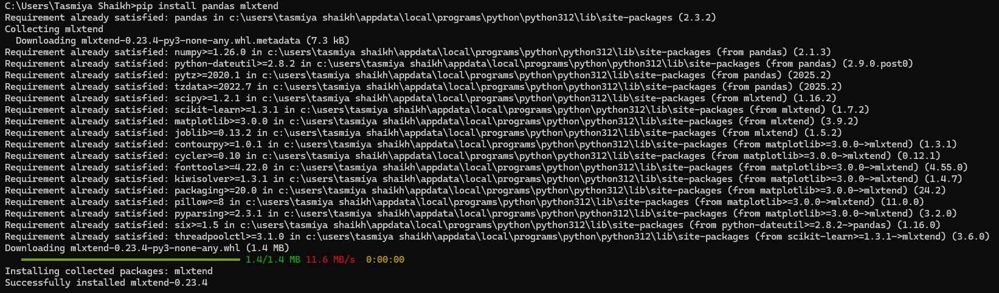 C:\Users\Tasmiya Shaikh>pip install pandas mlxtend
Requirement already satisfied: pandas in c:\users\tasmiya shaikh\appdata\local\programs\python\python312\lib\site-packages (2.3.2)
Collecting mlxtend
  Downloading mlxtend-0.23.4-py3-none-any.whl.metadata (7.3 kB)
Requirement already satisfied: numpy>=1.26.0 in c:\users\tasmiya shaikh\appdata\local\programs\python\python312\lib\site-packages (from pandas) (2.1.3)
Requirement already satisfied: python-dateutil>=2.8.2 in c:\users\tasmiya shaikh\appdata\local\programs\python\python312\lib\site-packages (from pandas) (2.9.0.post0)
Requirement already satisfied: pytz>=2020.1 in c:\users\tasmiya shaikh\appdata\local\programs\python\python312\lib\site-packages (from pandas) (2025.2)
Requirement already satisfied: tzdata>=2022.7 in c:\users\tasmiya shaikh\appdata\local\programs\python\python312\lib\site-packages (from pandas) (2025.2)
Requirement already satisfied: scipy>=1.2.1 in c:\users\tasmiya shaikh\appdata\local\programs\python\python312\lib\site-packages (from mlxtend) (1.16.2)
Requirement already satisfied: scikit-learn>=1.3.1 in c:\users\tasmiya shaikh\appdata\local\programs\python\python312\lib\site-packages (from mlxtend) (1.7.2)
Requirement already satisfied: matplotlib>=3.0.0 in c:\users\tasmiya shaikh\appdata\local\programs\python\python312\lib\site-packages (from mlxtend) (3.9.2)
Requirement already satisfied: joblib>=0.13.2 in c:\users\tasmiya shaikh\appdata\local\programs\python\python312\lib\site-packages (from mlxtend) (1.5.2)
Requirement already satisfied: contourpy>=1.0.1 in c:\users\tasmiya shaikh\appdata\local\programs\python\python312\lib\site-packages (from matplotlib>=3.0.0->mlxtend) (1.3.1)
Requirement already satisfied: cycler>=0.10 in c:\users\tasmiya shaikh\appdata\local\programs\python\python312\lib\site-packages (from matplotlib>=3.0.0->mlxtend) (0.12.1)
Requirement already satisfied: fonttools>=4.22.0 in c:\users\tasmiya shaikh\appdata\local\programs\python\python312\lib\site-packages (from matplotlib>=3.0.0->mlxtend) (4.55.0)
Requirement already satisfied: kiwisolver>=1.3.1 in c:\users\tasmiya shaikh\appdata\local\programs\python\python312\lib\site-packages (from matplotlib>=3.0.0->mlxtend) (1.4.7)
Requirement already satisfied: packaging>=20.0 in c:\users\tasmiya shaikh\appdata\local\programs\python\python312\lib\site-packages (from matplotlib>=3.0.0->mlxtend) (24.2)
Requirement already satisfied: pillow>=8 in c:\users\tasmiya shaikh\appdata\local\programs\python\python312\lib\site-packages (from matplotlib>=3.0.0->mlxtend) (11.0.0)
Requirement already satisfied: pyparsing>=2.3.1 in c:\users\tasmiya shaikh\appdata\local\programs\python\python312\lib\site-packages (from matplotlib>=3.0.0->mlxtend) (3.2.0)
Requirement already satisfied: six>=1.5 in c:\users\tasmiya shaikh\appdata\local\programs\python\python312\lib\site-packages (from python-dateutil>=2.8.2->pandas) (1.16.0)
Requirement already satisfied: threadpoolctl>=3.1.0 in c:\users\tasmiya shaikh\appdata\local\programs\python\python312\lib\site-packages (from scikit-learn>=1.3.1->mlxtend) (3.6.0)
Downloading mlxtend-0.23.4-py3-none-any.whl (1.4 MB)
1.4/1.4 MB 11.6 MB/s  0:00:00
Installing collected packages: mlxtend
Successfully installed mlxtend-0.23.4